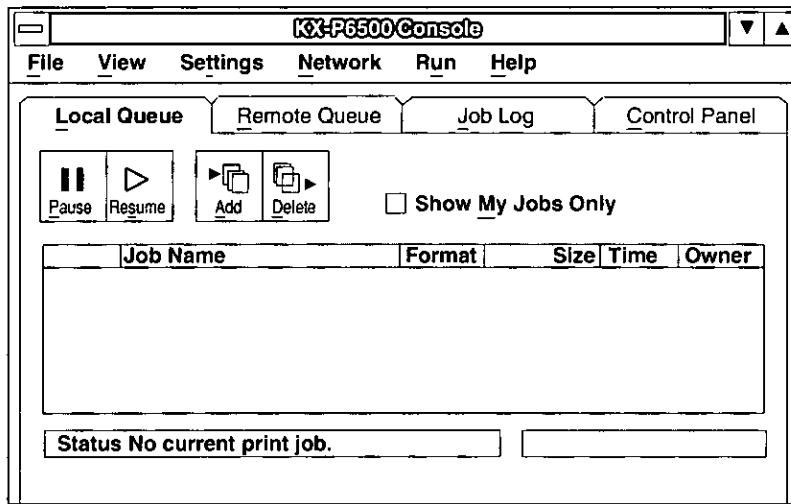 KX-P6500 Console
File View Settings Network Run Help
Local Queue Remote Queue Job Log Control Panel
Pause Resume Add Delete Show My Jobs Only
Job Name Format Size Time Owner
Status No current print job.